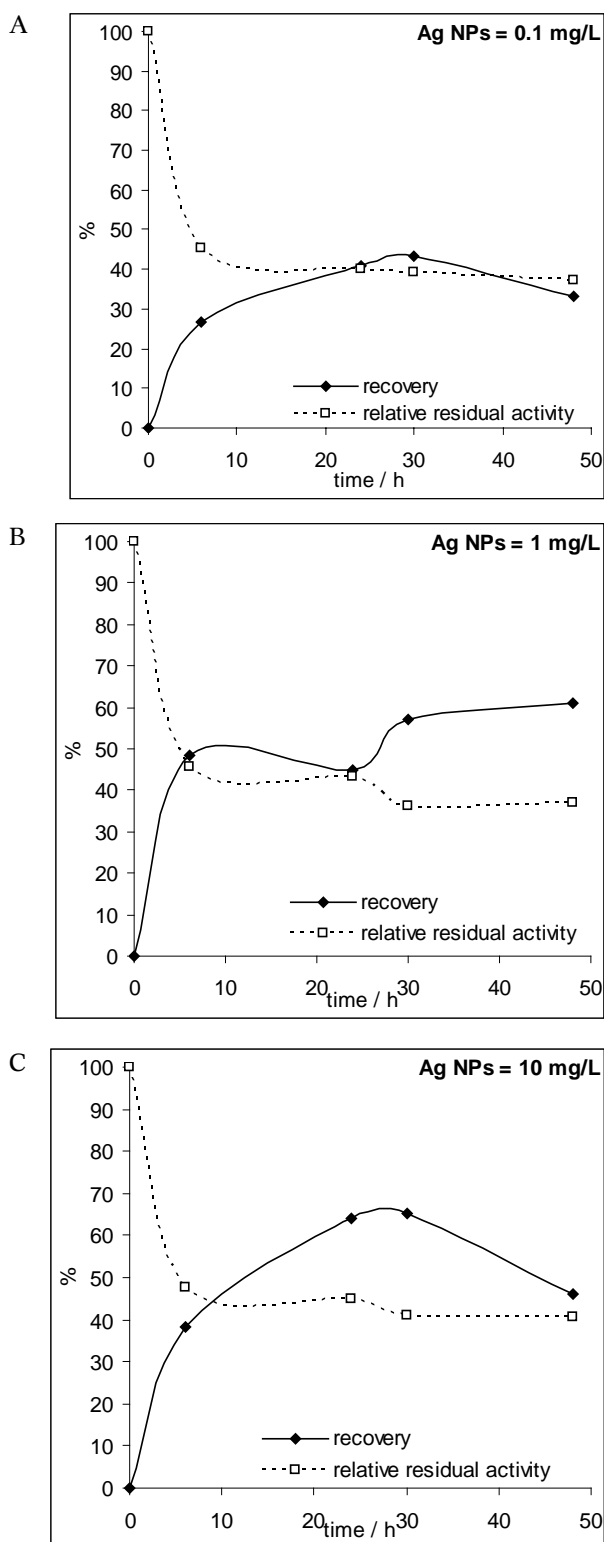 A
Ag NPs = 0.1 mg/L
100
90
80
70
60
50
40
30
20
10
0
%
recovery
relative residual activity
0 10 20 30 40 50
time / h
B
Ag NPs = 1 mg/L
100
90
80
70
60
50
40
30
20
10
0
%
recovery
relative residual activity
0 10 20 30 40 50
time / h
C
Ag NPs = 10 mg/L
100
90
80
70
60
50
40
30
20
10
0
%
recovery
relative residual activity
0 10 20 30 40 50
time / h